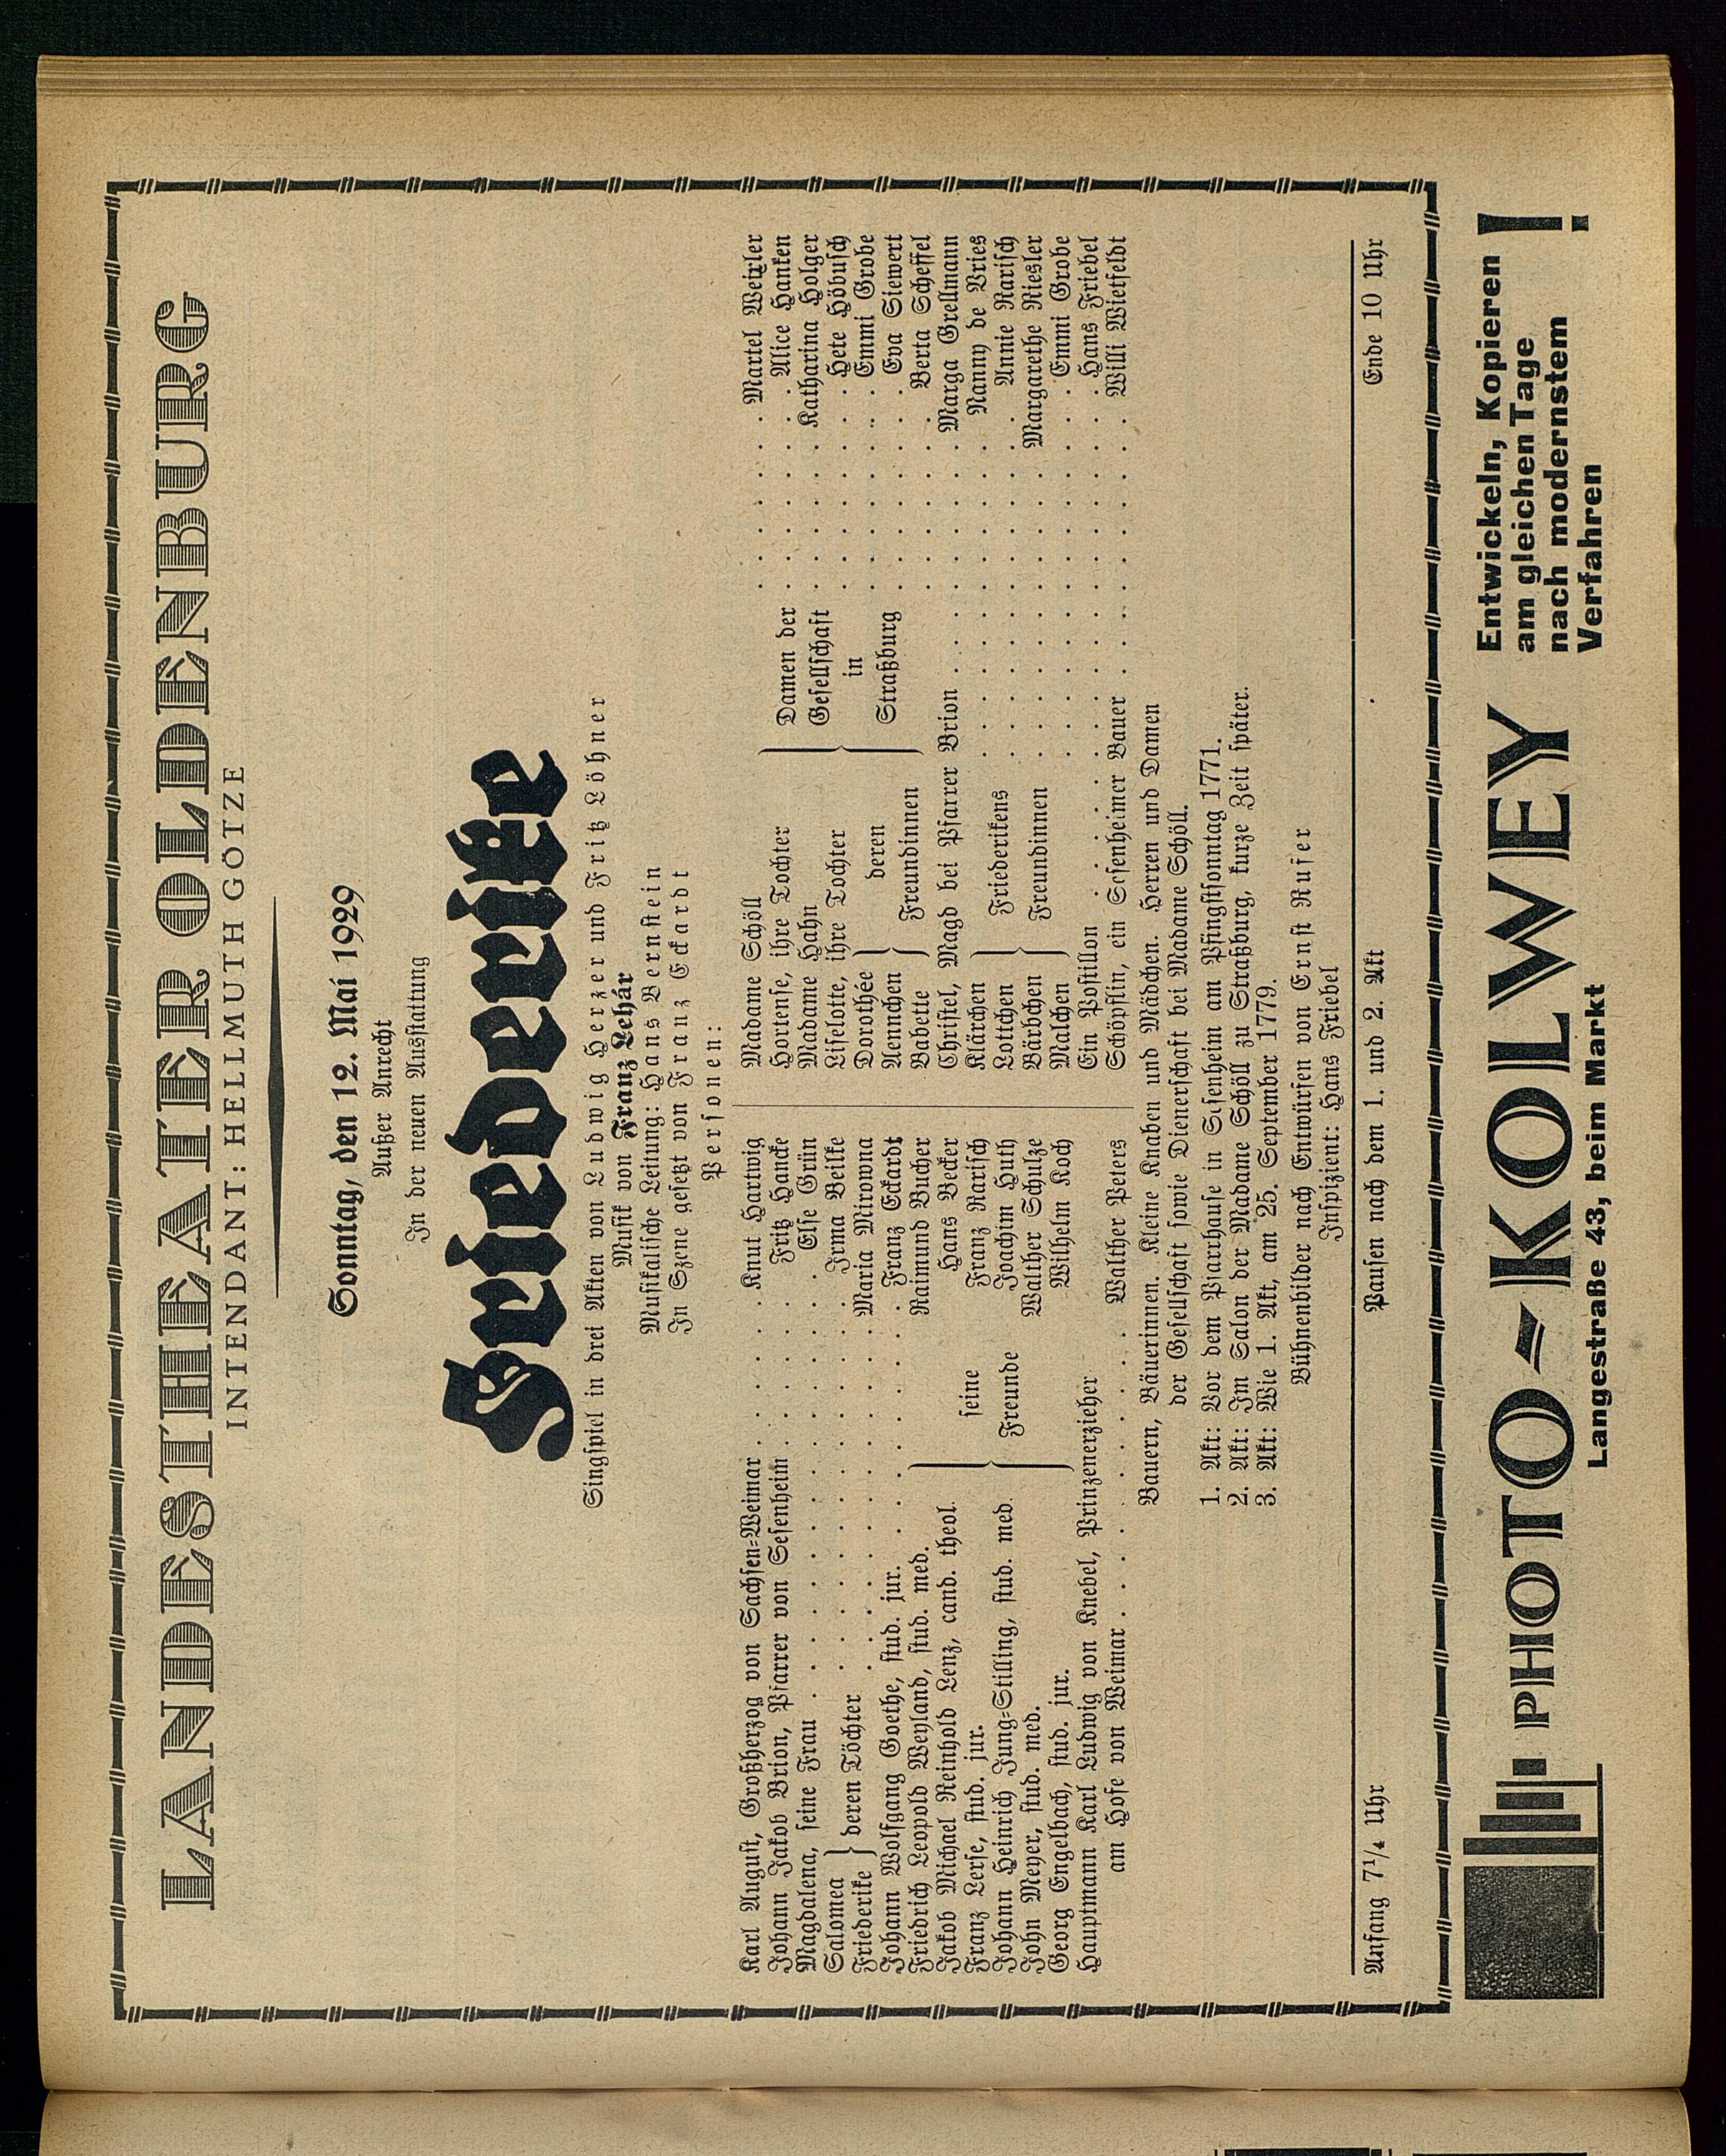 LANDESTHEATER OLDENBURG
INTENDANT: HELLMUTH GÖTZE
Sonntag, den 12. Mai 1929
Außer Anrecht
In der neuen Ausstattung
Friederike
Singspiel in drei Akten von Ludwig Herzer und Fritz Löhner
Musik von Franz Lehár
Musikalische Leitung: Hans Bernstein
In Szene gesetzt von Franz Eckardt
Personen:
Karl August, Großherzog von Sachsen-Weimar . . . . . . Knut Hartwig
Johann Jakob Brion, Pfarrer von Sesenheim . . . . . . Fritz Hancke
Magdalena, seine Frau . . . . . . . . . . Else Grün
Salomea } deren Töchter . . . . . . . . . . Irma Beilke
Friederike } . . . . . . . . . . Maria Mirowna
Johann Wolfgang Goethe, stud. jur. . . . . . . . Franz Eckardt
Friedrich Leopold Weyland, stud. med. Raimund Bucher
Jakob Michael Reinhold Lenz, cand. theol. seine Hans Becker
Franz Lerse, stud. jur. Franz Rarisch
Johann Heinrich Jung-Stilling, stud. med. Freunde Joachim Huth
John Meyer, stud. med. Walther Schulze
Georg Engelbach, stud. jur. Wilhelm Koch
Hauptmann Karl Ludwig von Knebel, Prinzenerzieher
am Hofe von Weimar . . . . . . . . . . Walther Peters
Madame Schöll . . . . . . Martel Weixler
Hortense, ihre Tochter Damen der . . . . . . Alice Hanken
Madame Hahn Gesellschaft . . . . . . Katharina Holger
Liselotte, ihre Tochter in . . . . . . Hete Höbusch
Dorothée } deren . . . . . . Emmi Grobe
Aennchen } Straßburg . . . . . . Eva Siewert
Babette Freundinnen . . . . . . Berta Scheffel
Christel, Magd bei Pfarrer Brion . . . . . . Marga Grellmann
Klärchen . . . . . . Nanny de Vries
Lottchen Friederikens . . . . . . Annie Rarisch
Bärbchen Freundinnen . . . . . . Margarethe Riesler
Malchen . . . . . . Emmi Grobe
Ein Postillon . . . . . . Hans Friebel
Schöpflin, ein Sesenheimer Bauer . . . . . . Willi Wietfeldt
Bauern, Bäuerinnen. Kleine Knaben und Mädchen. Herren und Damen
der Gesellschaft sowie Dienerschaft bei Madame Schöll.
1. Akt: Vor dem Pfarrhause in Sesenheim am Pfingstsonntag 1771.
2. Akt: Im Salon der Madame Schöll zu Straßburg, kurze Zeit später.
3. Akt: Wie 1. Akt, am 25. September 1779.
Bühnenbilder nach Entwürfen von Ernst Rufer
Inspizient: Hans Friebel
Anfang 7¼ Uhr Pausen nach dem 1. und 2. Akt Ende 10 Uhr
PHOTO-KOLWEY
Langestraße 43, beim Markt
Entwickeln, Kopieren
am gleichen Tage
nach modernstem
Verfahren !